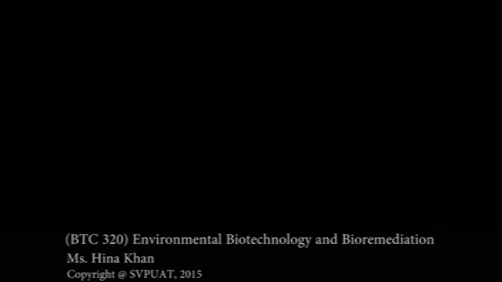 (BTC 320) Environmental Biotechnology and Bioremediation
Ms. Hina Khan
Copyright @ SVPUAT, 2015